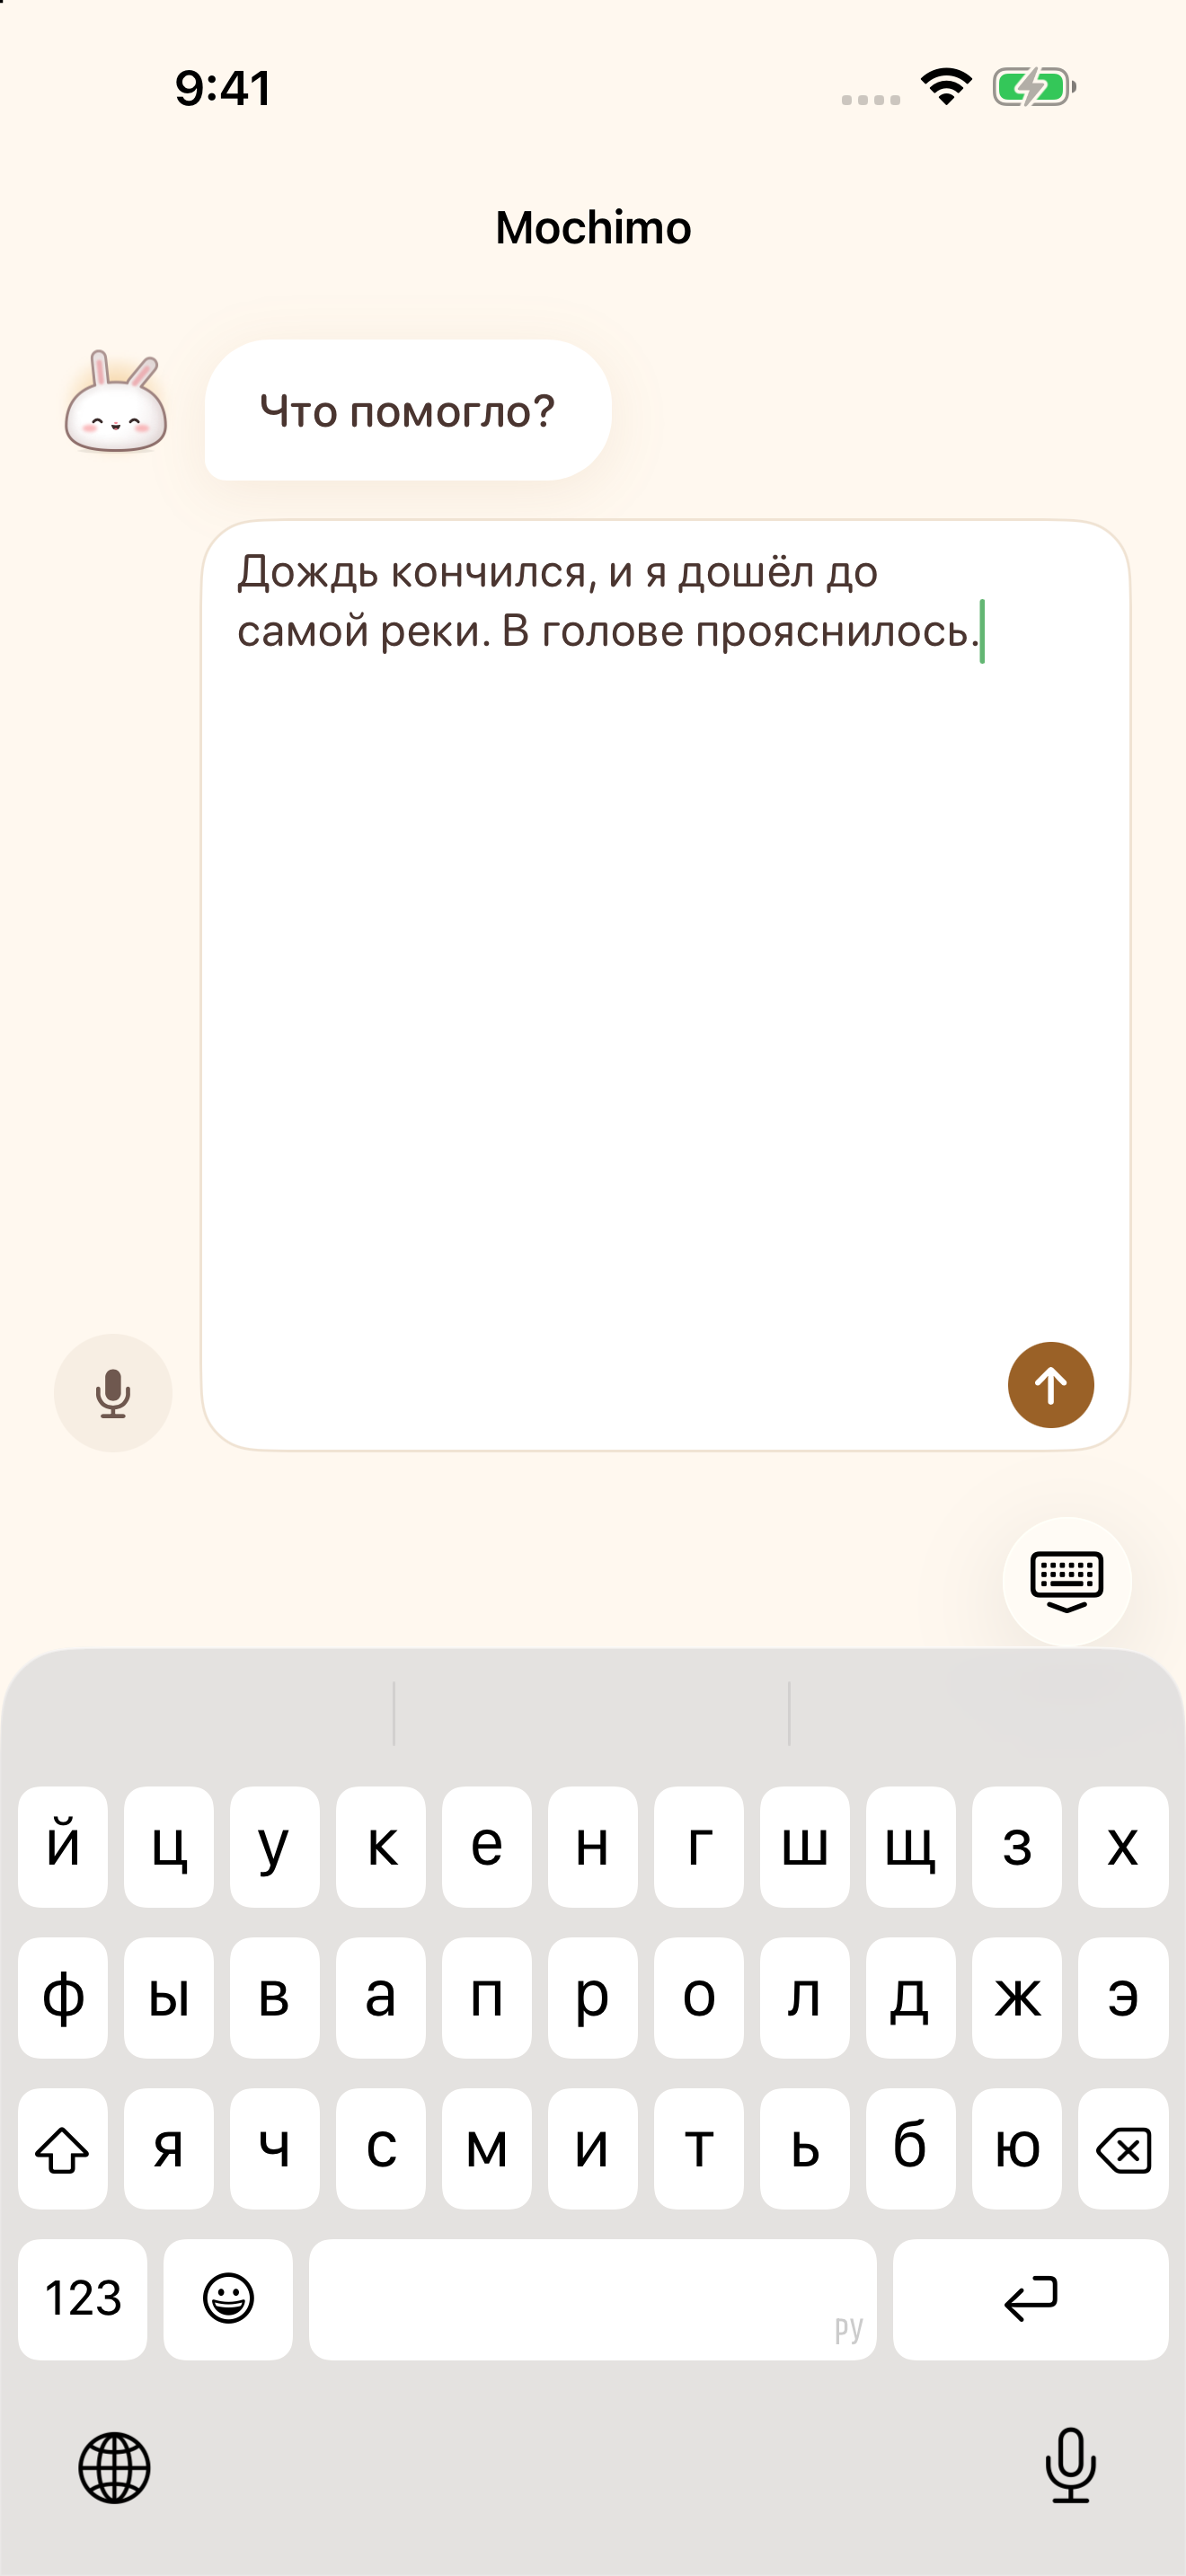 9:41
Mochimo
Что помогло?
Дождь кончился, и я дошёл до
самой реки. В голове прояснилось.
й ц у к е н г ш щ з х
ф ы в а п р о л д ж э
я ч с м и т ь б ю
123
РУ